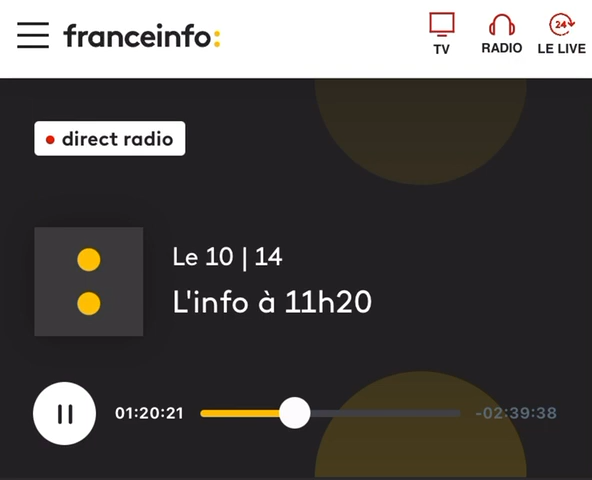 franceinfo:
TV
RADIO
24
LE LIVE
direct radio
Le 10 | 14
L'info à 11h20
01:20:21
-02:39:38